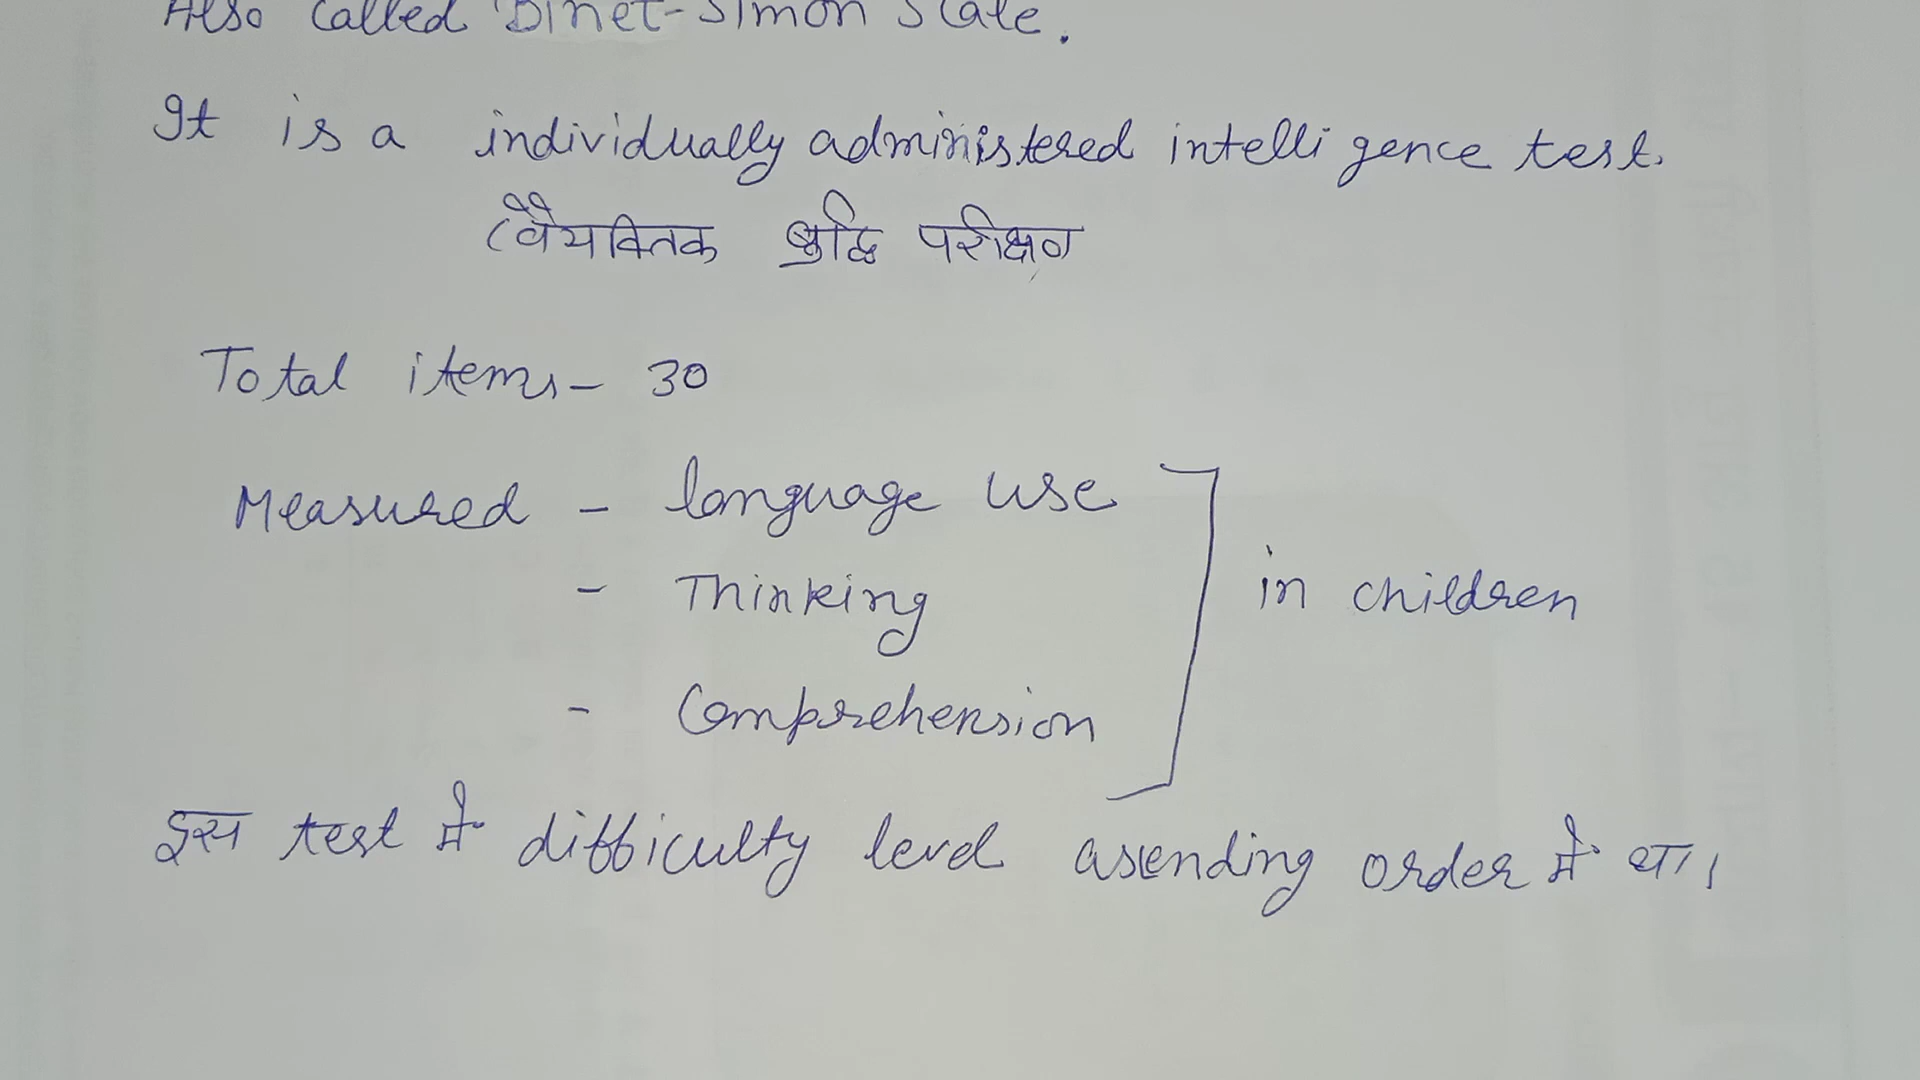 Also called Binet-Simon Scale.
It is a individually administered intelligence test.
(वैयक्तिक बुद्धि परीक्षण
Total items - 30
Measured - language use
- Thinking
in children
- Comprehension
इस test में difficulty level asending order में था।